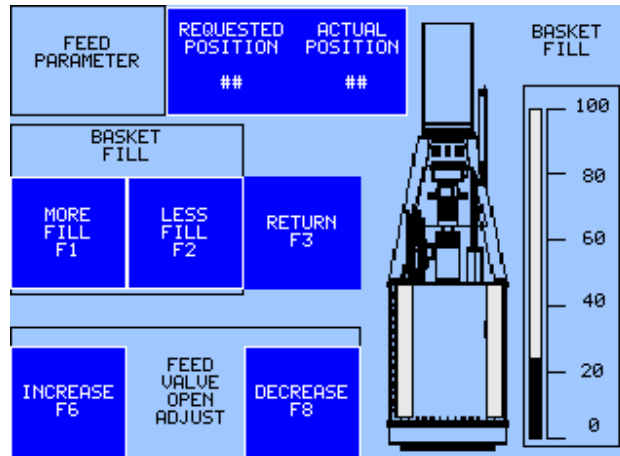 FEED
PARAMETER
REQUESTED
POSITION
##
ACTUAL
POSITION
##
BASKET
FILL
MORE
FILL
F1
LESS
FILL
F2
RETURN
F3
INCREASE
F6
FEED
VALVE
OPEN
ADJUST
DECREASE
F8
BASKET
FILL
100
80
60
40
20
0